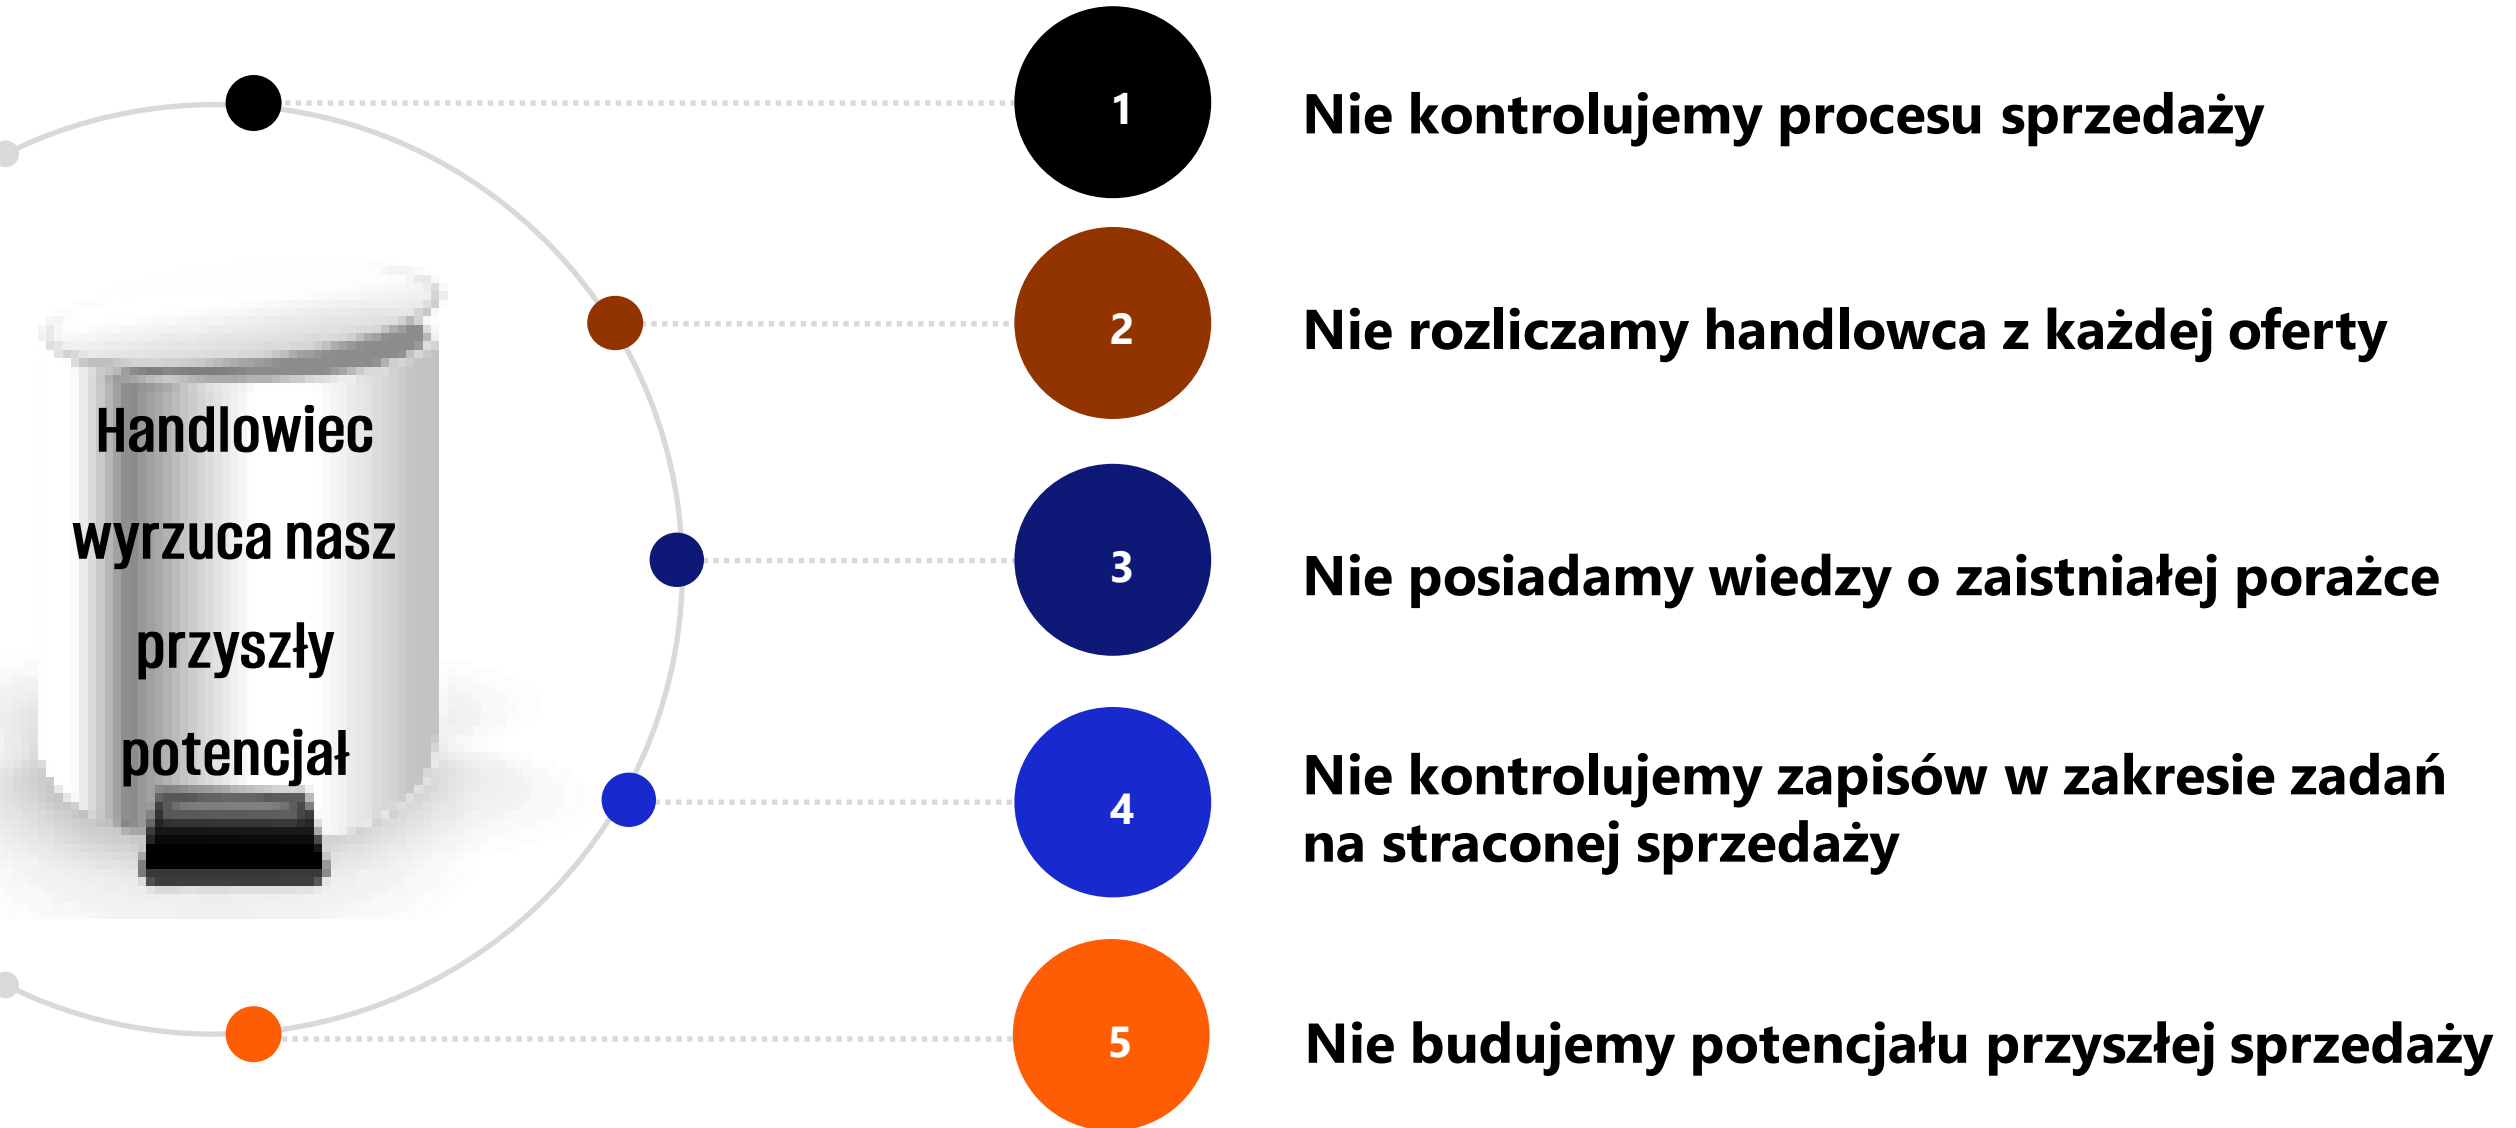 Handlowiec
wyrzuca nasz
przyszły
potencjał
1
Nie kontrolujemy procesu sprzedaży
2
Nie rozliczamy handlowca z każdej oferty
3
Nie posiadamy wiedzy o zaistniałej porażce
4
Nie kontrolujemy zapisów w zakresie zadań
na straconej sprzedaży
5
Nie budujemy potencjału przyszłej sprzedaży